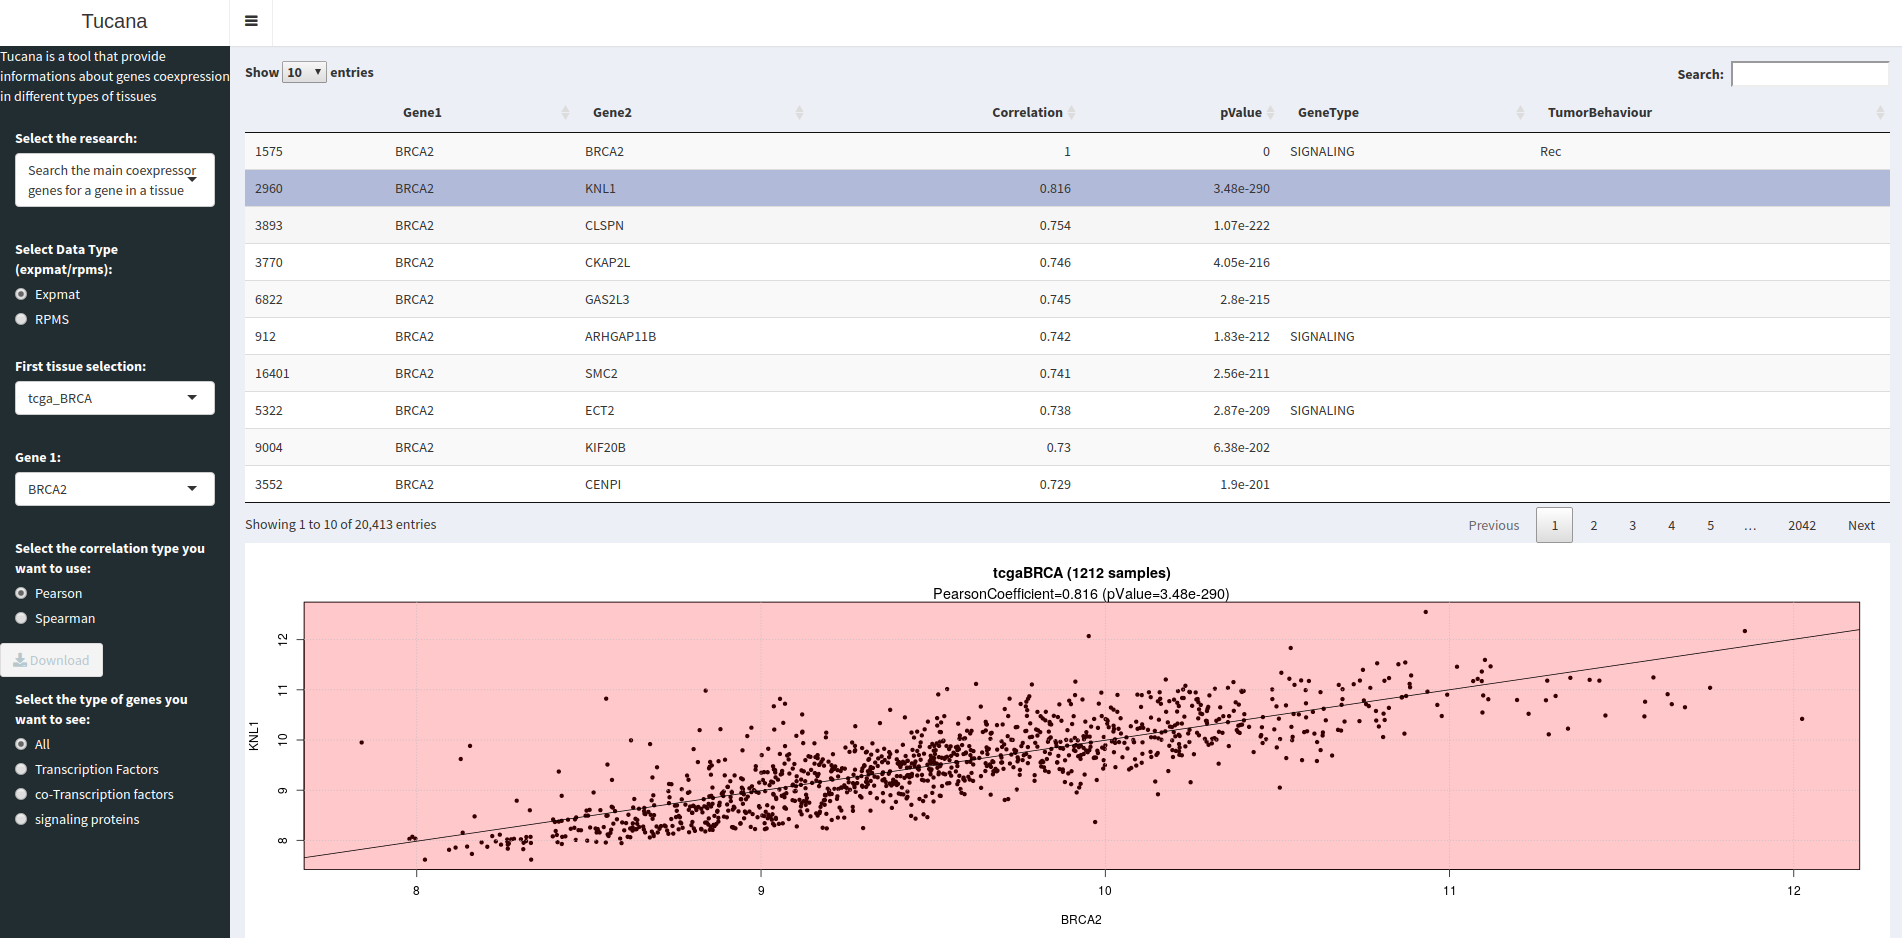 Tucana
Tucana is a tool that provide
informations about genes coexpression
in different types of tissues
Select the research:
Search the main coexpressor
genes for a gene in a tissue
Select Data Type
(expmat/rpms):
Expmat
RPMS
First tissue selection:
tcga_BRCA
Gene 1:
BRCA2
Select the correlation type you
want to use:
Pearson
Spearman
Download
Select the type of genes you
want to see:
All
Transcription Factors
co-Transcription factors
signaling proteins
Show 10 entries
Search:
Gene1 Gene2 Correlation pValue GeneType TumorBehaviour
1575 BRCA2 BRCA2 1 0 SIGNALING Rec
2960 BRCA2 KNL1 0.816 3.48e-290
3893 BRCA2 CLSPN 0.754 1.07e-222
3770 BRCA2 CKAP2L 0.746 4.05e-216
6822 BRCA2 GAS2L3 0.745 2.8e-215
912 BRCA2 ARHGAP11B 0.742 1.83e-212 SIGNALING
16401 BRCA2 SMC2 0.741 2.56e-211
5322 BRCA2 ECT2 0.738 2.87e-209 SIGNALING
9004 BRCA2 KIF20B 0.73 6.38e-202
3552 BRCA2 CENPI 0.729 1.9e-201
Showing 1 to 10 of 20,413 entries
Previous 1 2 3 4 5 … 2042 Next
tcgaBRCA (1212 samples)
PearsonCoefficient=0.816 (pValue=3.48e-290)
KNL1
12
11
10
9
8
8 9 10 11 12
BRCA2